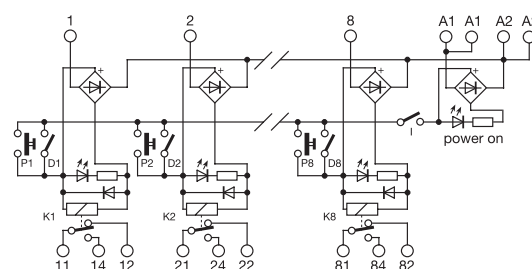 1 2 8 A1 A1 A2 A2
+ + + +
I
power on
P1 D1 P2 D2 P8 D8
K1 K2 K8
11 14 12 21 24 22 81 84 82